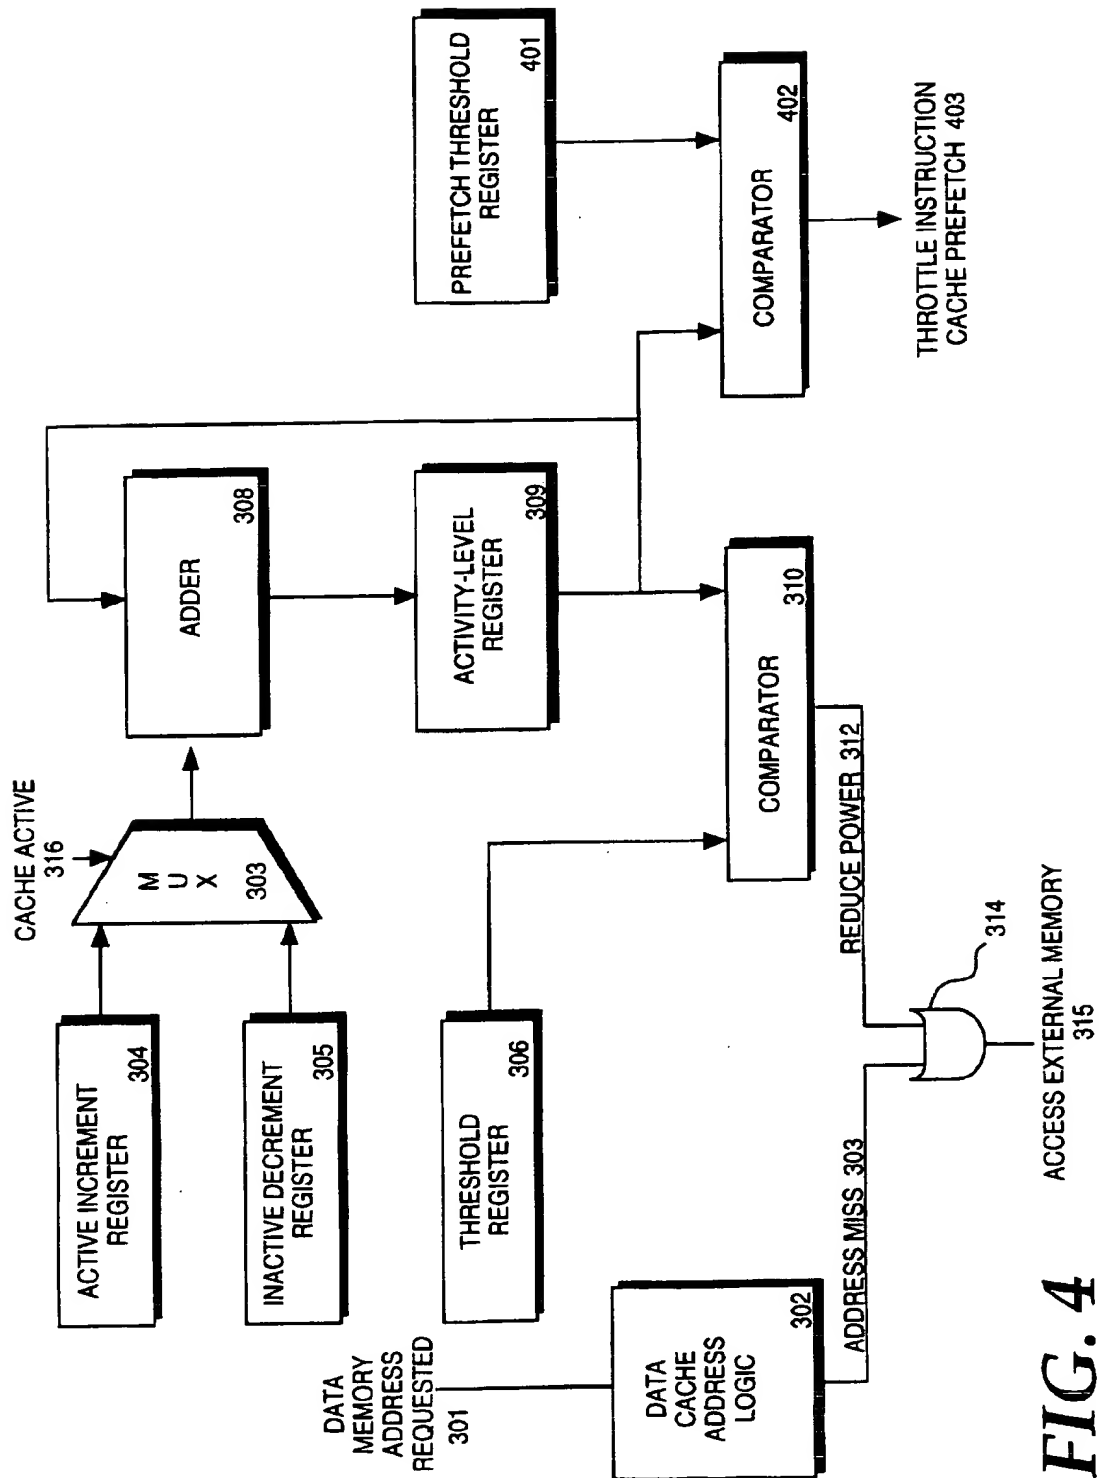 CACHE ACTIVE
316
ACTIVE INCREMENT
REGISTER
304
M
U
X
303
ADDER
308
INACTIVE DECREMENT
REGISTER
305
ACTIVITY-LEVEL
REGISTER
309
PREFETCH THRESHOLD
REGISTER
401
THRESHOLD
REGISTER
306
DATA
MEMORY
ADDRESS
REQUESTED
301
DATA
CACHE
ADDRESS
LOGIC
302
COMPARATOR
310
COMPARATOR
402
ADDRESS MISS 303
REDUCE POWER 312
314
THROTTLE INSTRUCTION
CACHE PREFETCH 403
ACCESS EXTERNAL MEMORY
315
FIG. 4